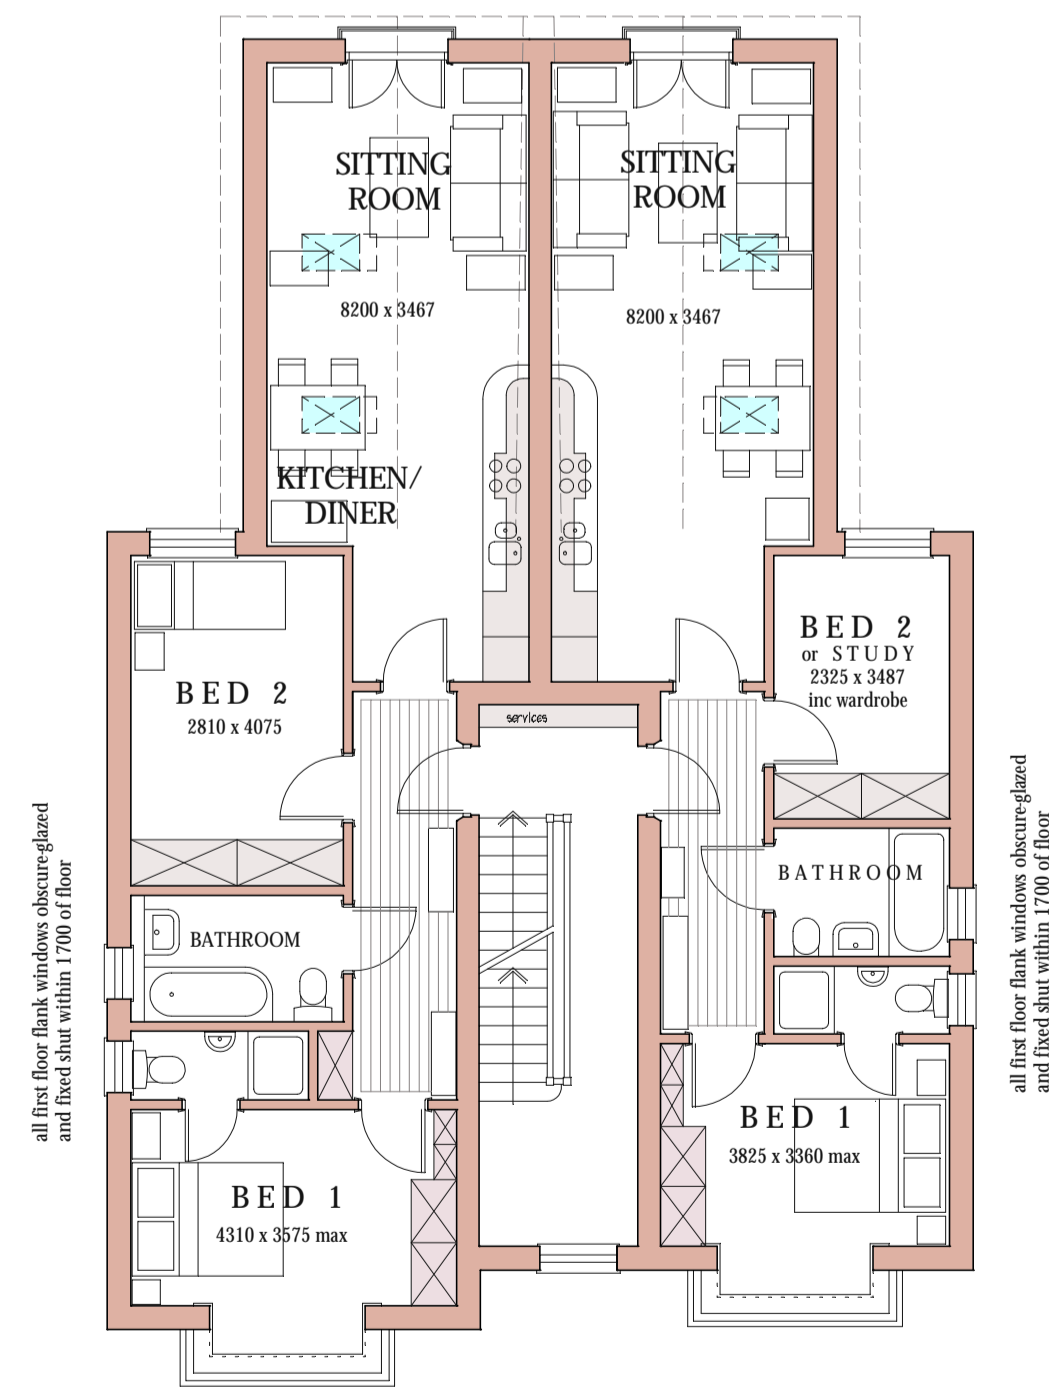 SITTING
ROOM
8200 x 3467
SITTING
ROOM
8200 x 3467
KITCHEN/
DINER
BED 2
2810 x 4075
BED 2
or STUDY
2325 x 3487
inc wardrobe
services
BATHROOM
BATHROOM
BED 1
4310 x 3575 max
BED 1
3825 x 3360 max
all first floor flank windows obscure-glazed
and fixed shut within 1700 of floor
all first floor flank windows obscure-glazed
and fixed shut within 1700 of floor